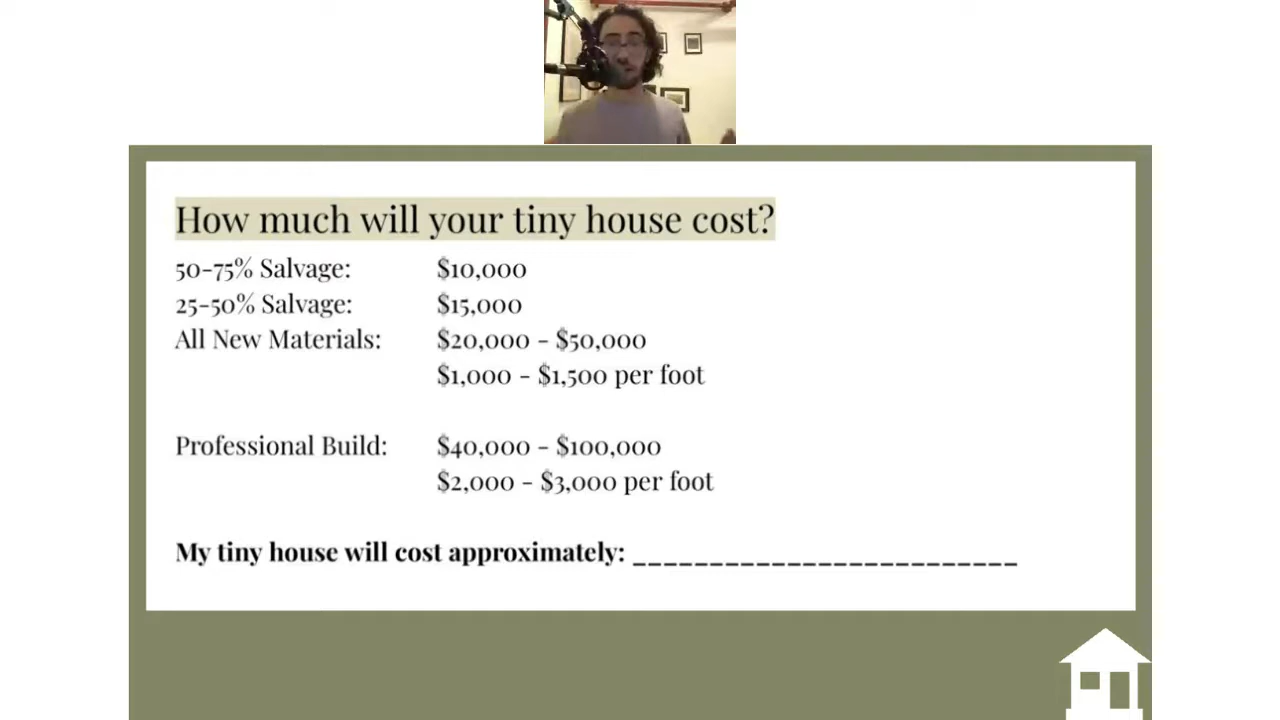 How much will your tiny house cost?
50-75% Salvage: $10,000
25-50% Salvage: $15,000
All New Materials: $20,000 - $50,000
$1,000 - $1,500 per foot
Professional Build: $40,000 - $100,000
$2,000 - $3,000 per foot
My tiny house will cost approximately: _________________________